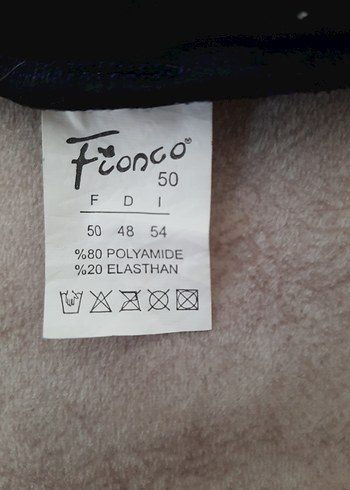 Fionco®
50
F D I
50 48 54
%80 POLYAMIDE
%20 ELASTHAN